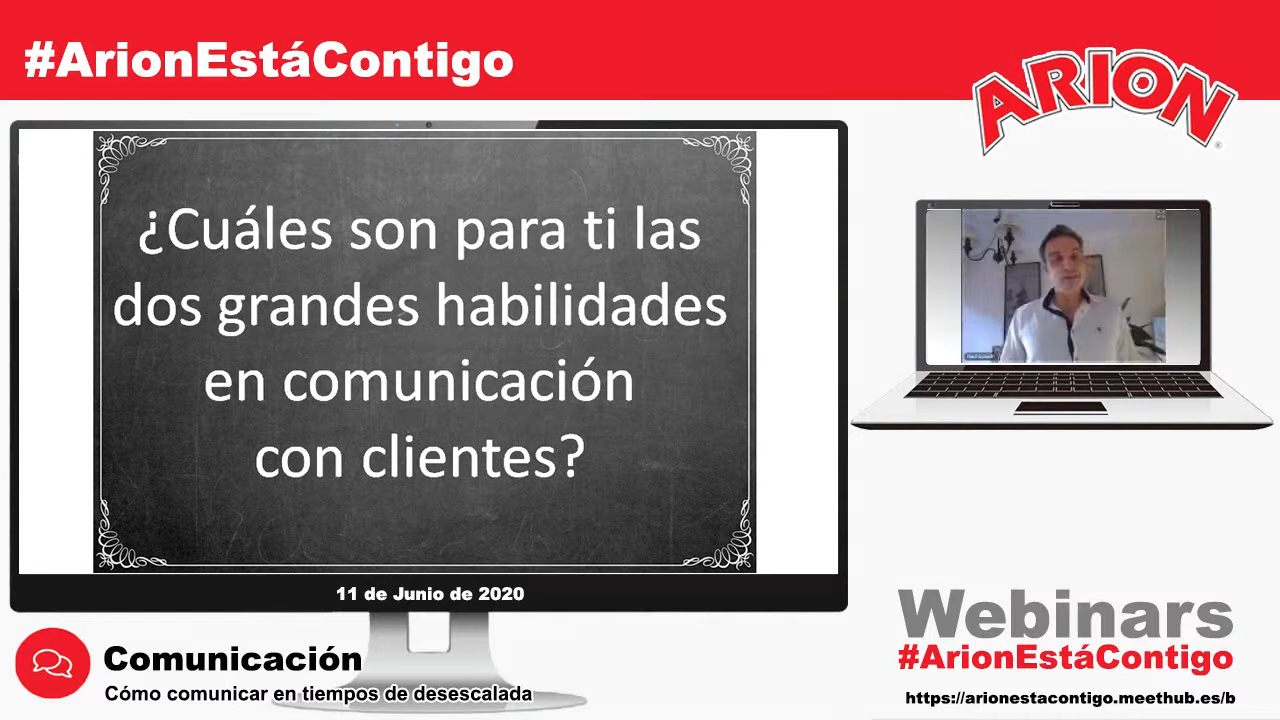 #ArionEstáContigo
ARION
®
¿Cuáles son para ti las
dos grandes habilidades
en comunicación
con clientes?
11 de Junio de 2020
Comunicación
Cómo comunicar en tiempos de desescalada
Webinars
#ArionEstáContigo
https://arionestacontigo.meethub.es/b